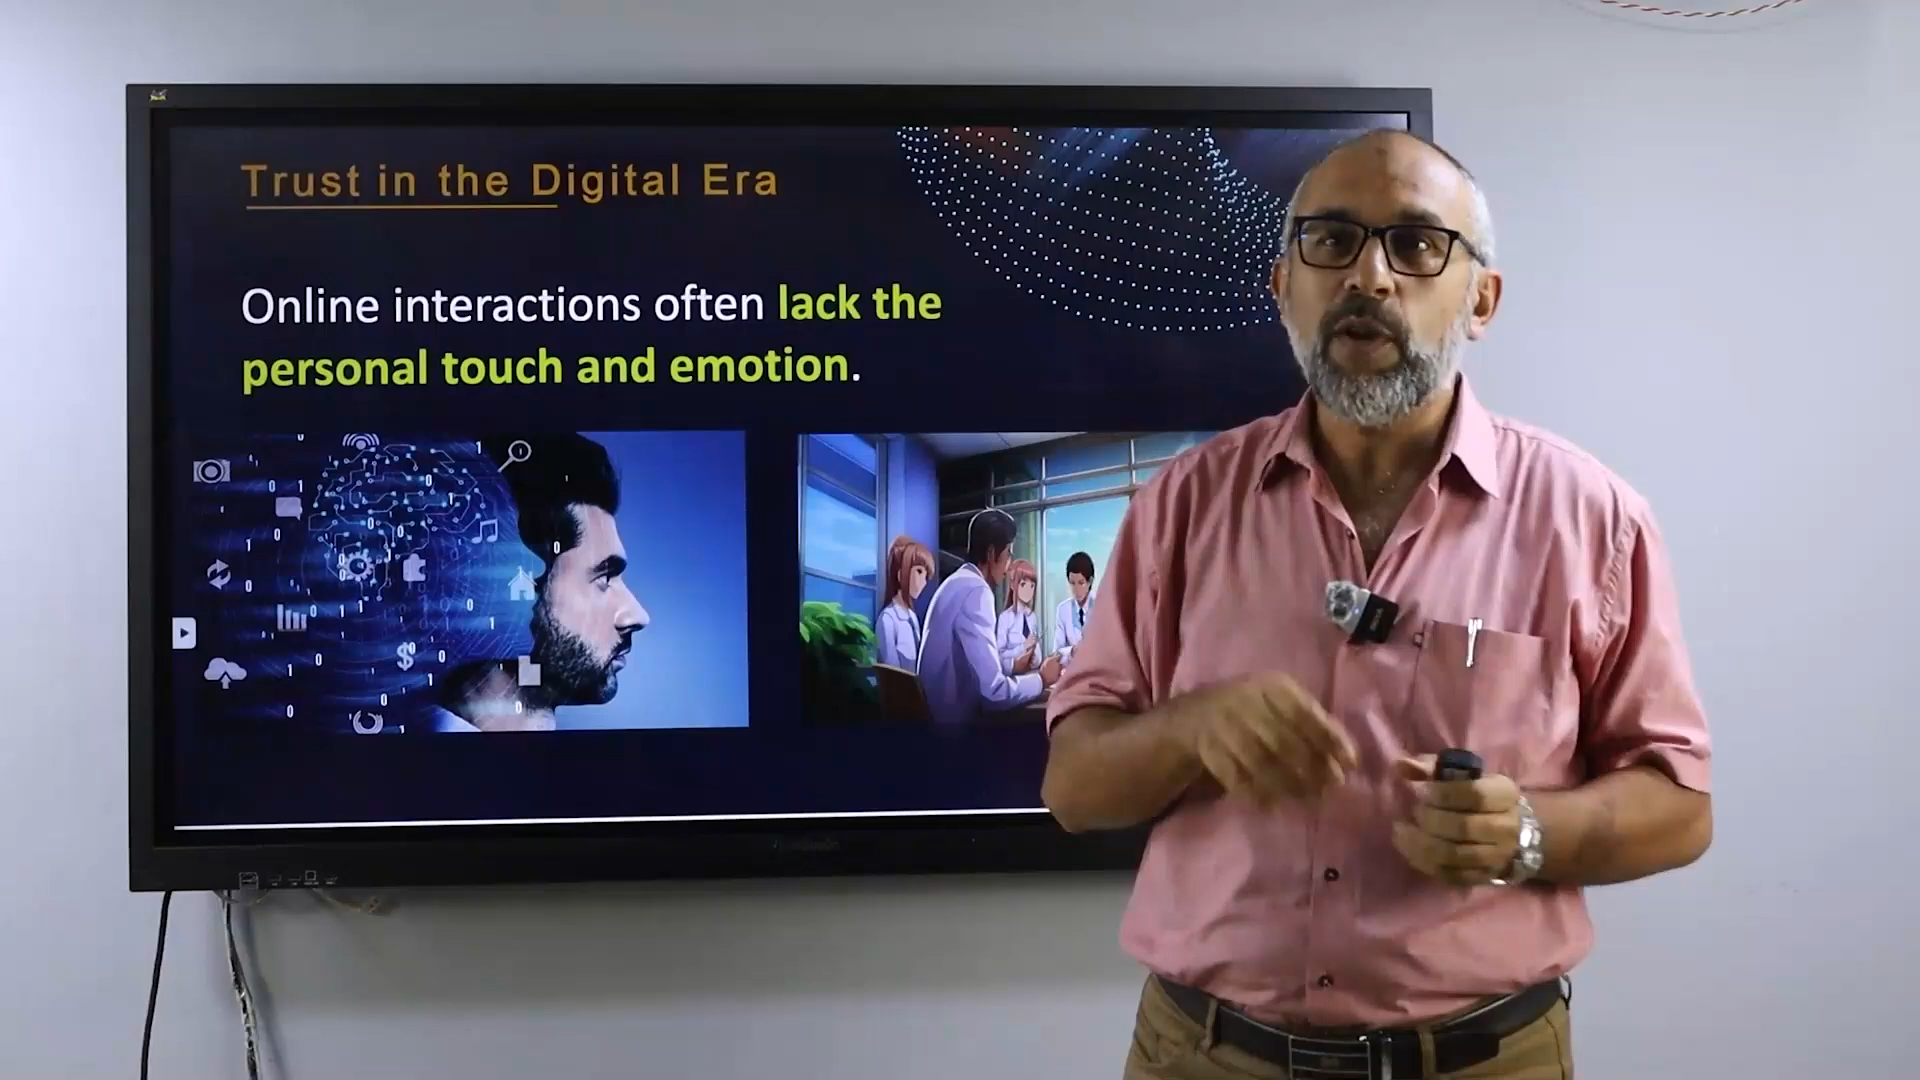 Trust in the Digital Era
Online interactions often lack the
personal touch and emotion.